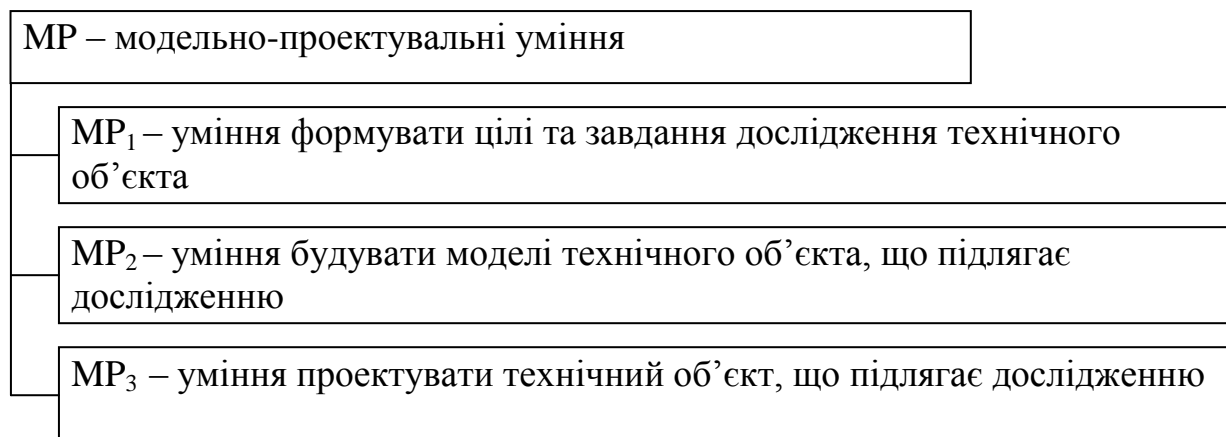 МР – модельно-проектувальні уміння
МР₁ – уміння формувати цілі та завдання дослідження технічного
об’єкта
МР₂ – уміння будувати моделі технічного об’єкта, що підлягає
дослідженню
МР₃ – уміння проектувати технічний об’єкт, що підлягає дослідженню